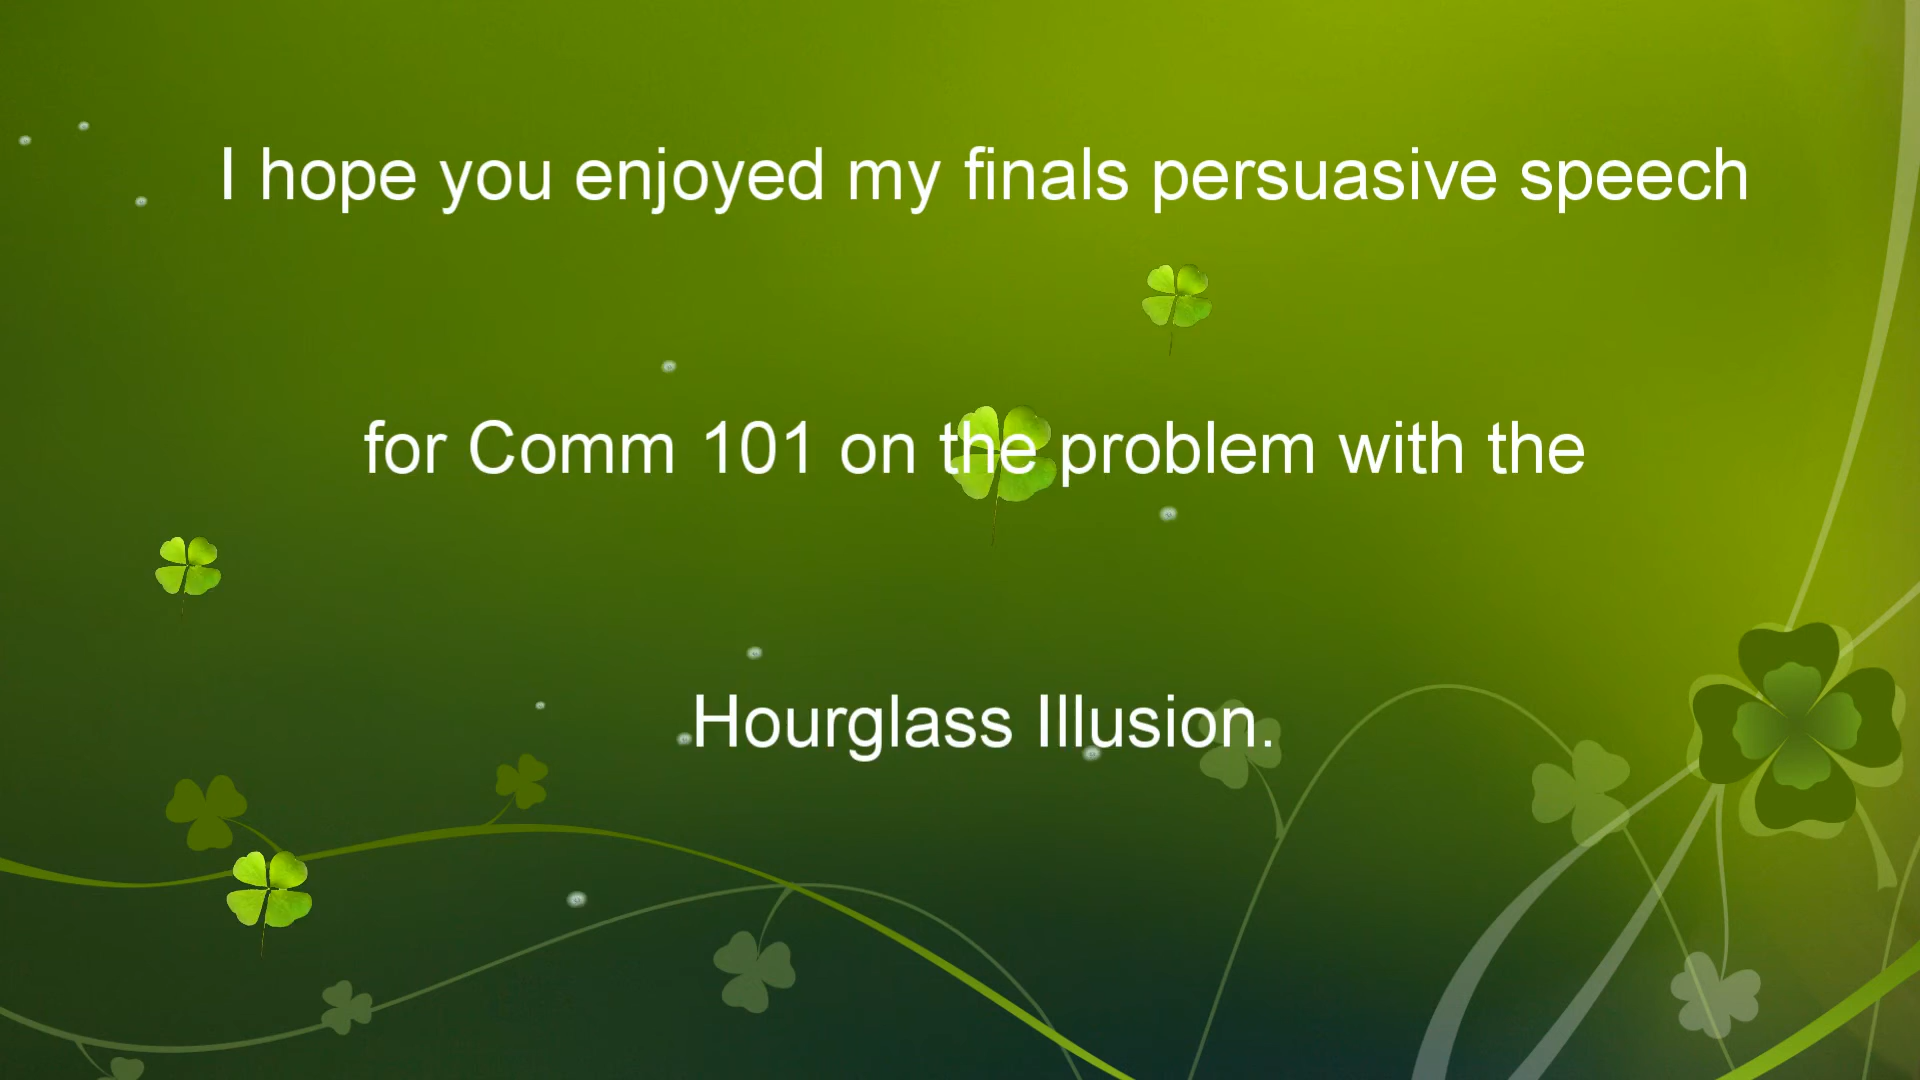 I hope you enjoyed my finals persuasive speech
for Comm 101 on the problem with the
Hourglass Illusion.